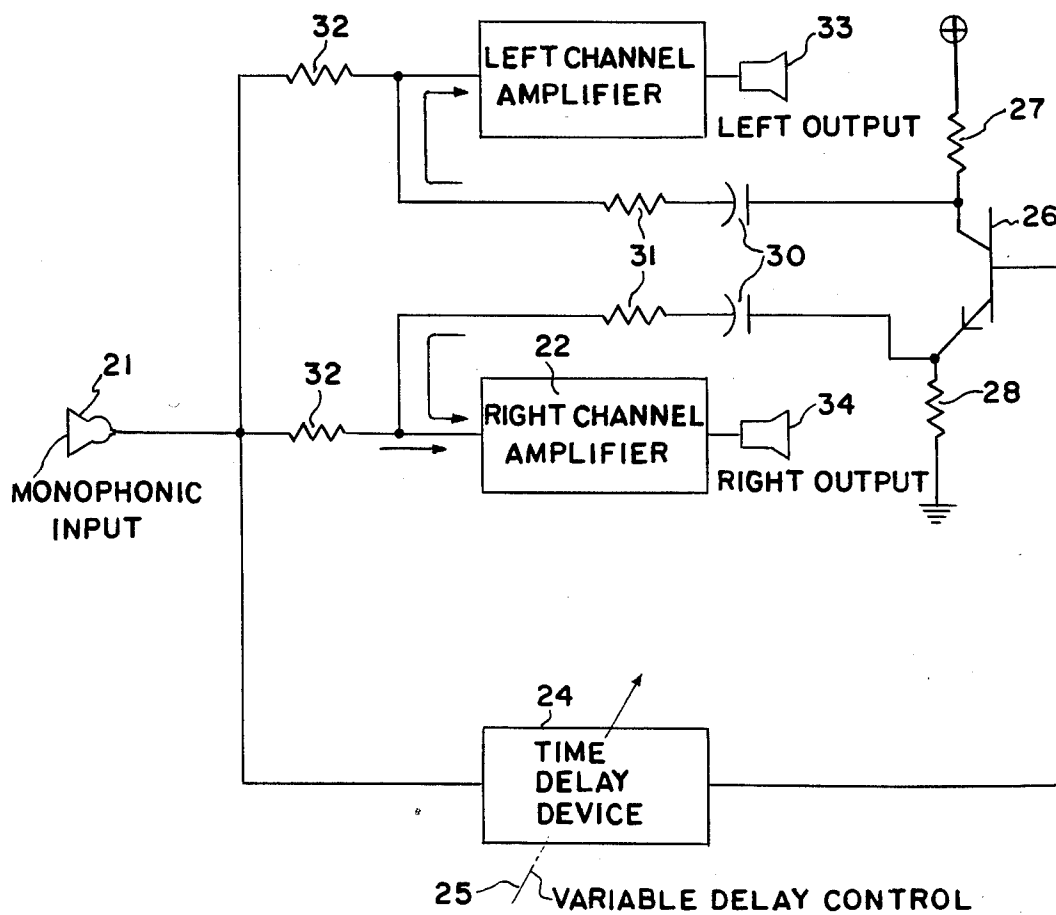 32
LEFT CHANNEL
AMPLIFIER
33
LEFT OUTPUT
27
26
31
30
21
32
22
RIGHT CHANNEL
AMPLIFIER
34
RIGHT OUTPUT
28
MONOPHONIC
INPUT
24
TIME
DELAY
DEVICE
25
VARIABLE DELAY CONTROL